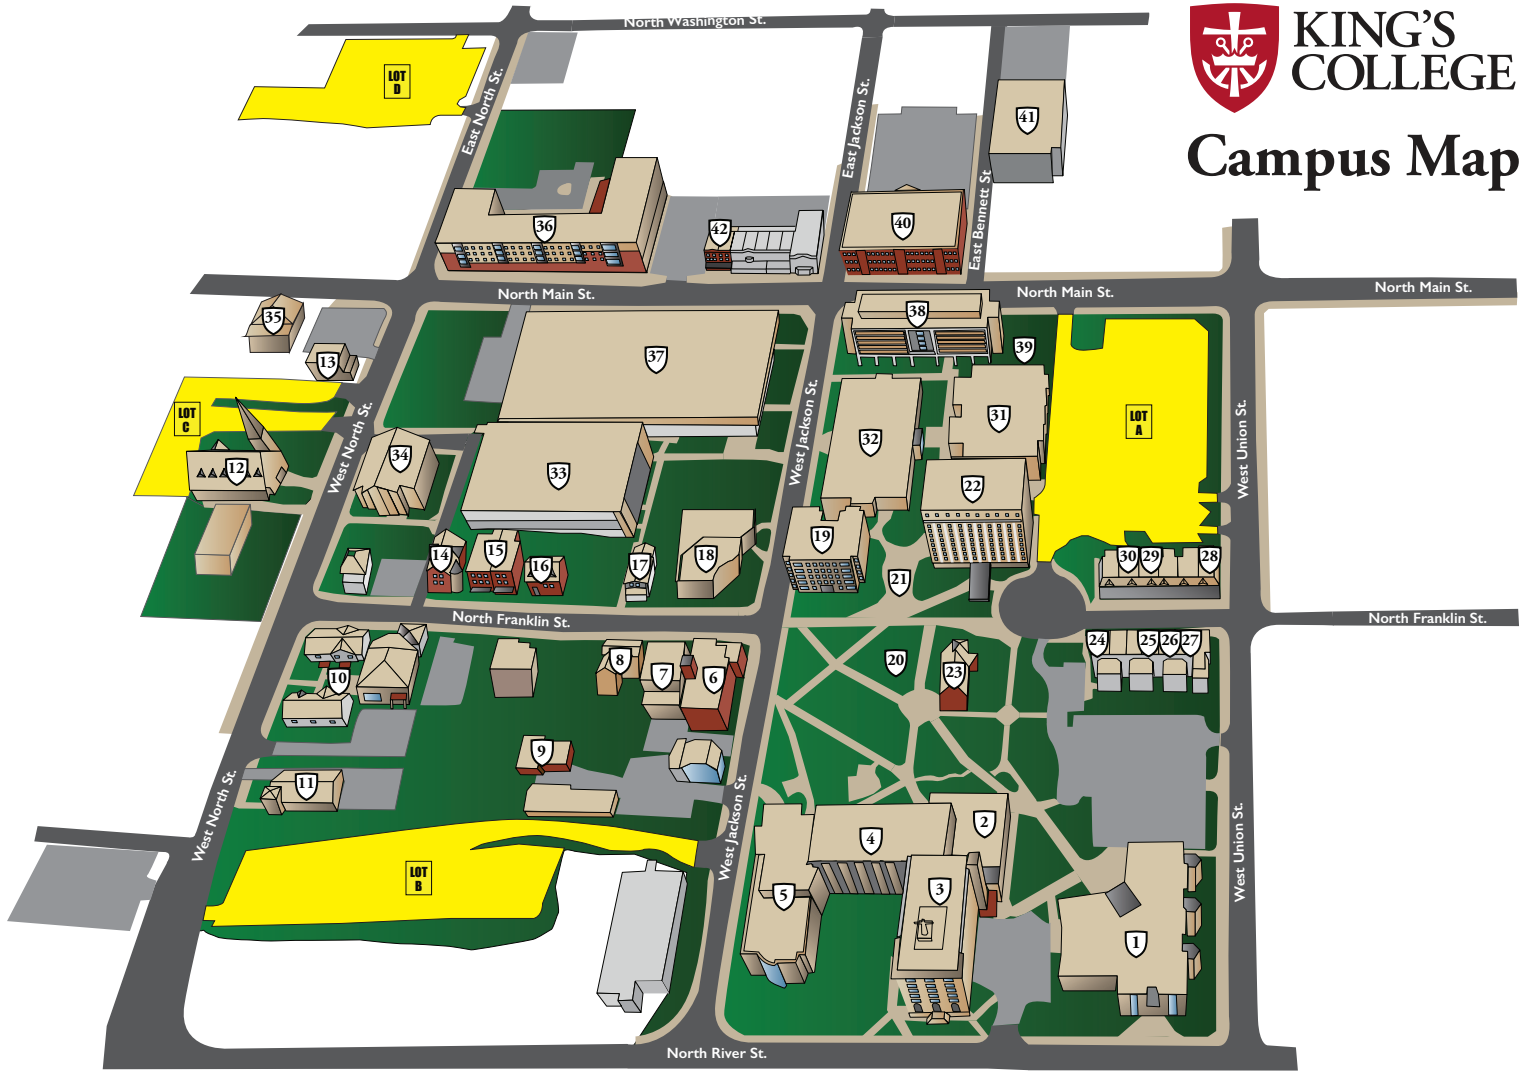 North Washington St.
KING'S
COLLEGE
Campus Map
LOT
D
East North St.
East Jackson St.
41
East Bennett St.
36
42
40
North Main St.
North Main St.
North Main St.
35
13
37
38
39
LOT
C
12
West North St.
34
33
West Jackson St.
32
31
LOT
A
West Union St.
22
14
15
16
17
18
19
21
30
29
28
North Franklin St.
North Franklin St.
10
8
7
6
20
23
24
25
26
27
9
11
West North St.
West Jackson St.
2
4
West Union St.
LOT
B
5
3
1
North River St.